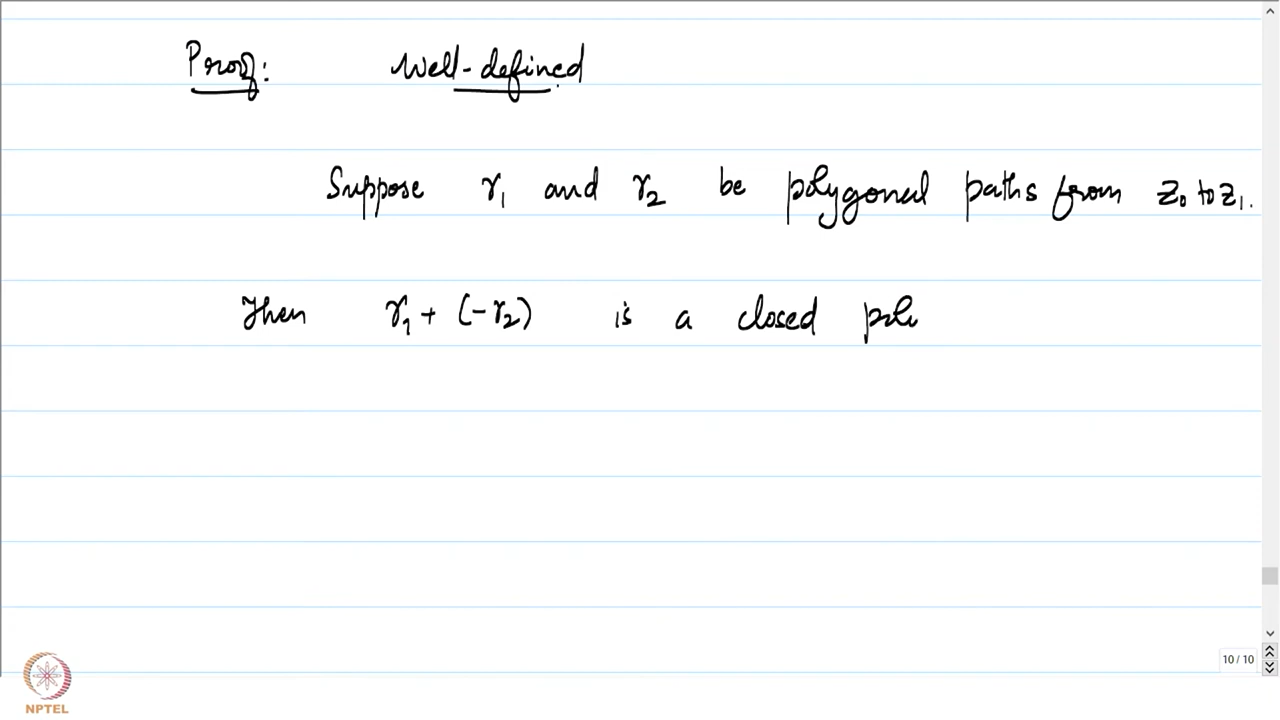 Proof: Well-defined
Suppose γ₁ and γ₂ be polygonal paths from z₀ to z₁.
Then γ₁ + (-γ₂) is a closed poly
10 / 10
NPTEL